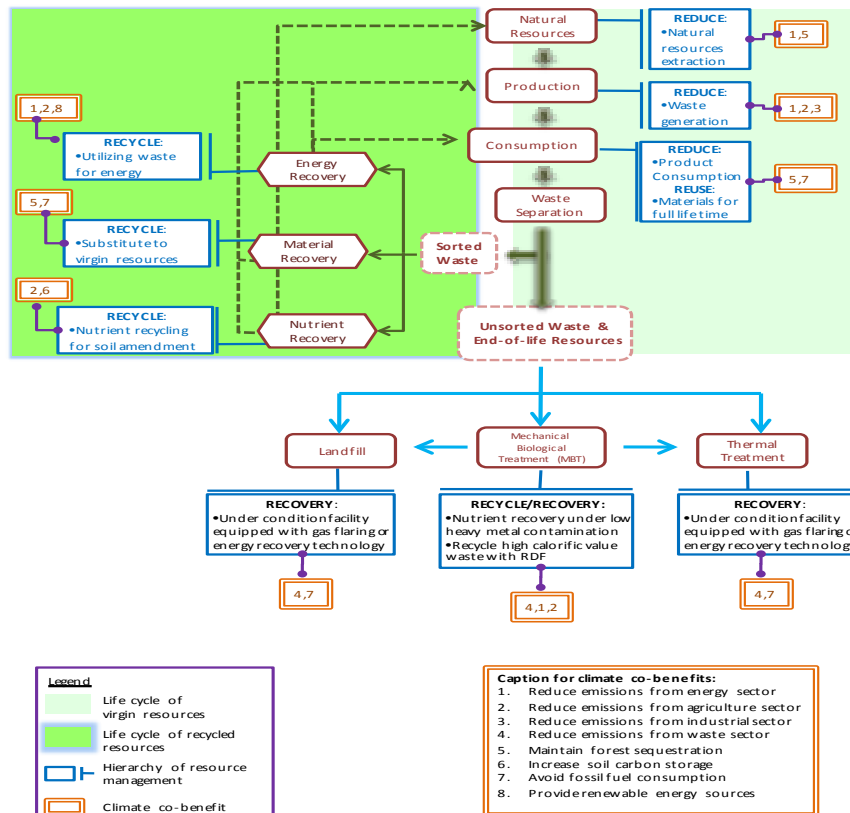 Natural
Resources
REDUCE:
•Natural
resources
extraction
1,5
Production
REDUCE:
•Waste
generation
1,2,3
1,2,8
RECYCLE:
•Utilizing waste
for energy
Energy
Recovery
Consumption
REDUCE:
•Product
Consumption
REUSE:
•Materials for
full life time
5,7
Waste
Separation
5,7
RECYCLE:
•Substitute to
virgin resources
Material
Recovery
Sorted
Waste
2,6
RECYCLE:
•Nutrient recycling
for soil amendment
Nutrient
Recovery
Unsorted Waste &
End-of-life Resources
Landfill
Mechanical
Biological
Treatment (MBT)
Thermal
Treatment
RECOVERY:
•Under condition facility
equipped with gas flaring or
energy recovery technology
4,7
RECYCLE/RECOVERY:
•Nutrient recovery under low
heavy metal contamination
•Recycle high calorific value
waste with RDF
4,1,2
RECOVERY:
•Under condition facility
equipped with gas flaring o
energy recovery technolog
4,7
Legend
Life cycle of
virgin resources
Life cycle of recycled
resources
Hierarchy of resource
management
Climate co-benefit
Caption for climate co-benefits:
1. Reduce emissions from energy sector
2. Reduce emissions from agriculture sector
3. Reduce emissions from industrial sector
4. Reduce emissions from waste sector
5. Maintain forest sequestration
6. Increase soil carbon storage
7. Avoid fossil fuel consumption
8. Provide renewable energy sources